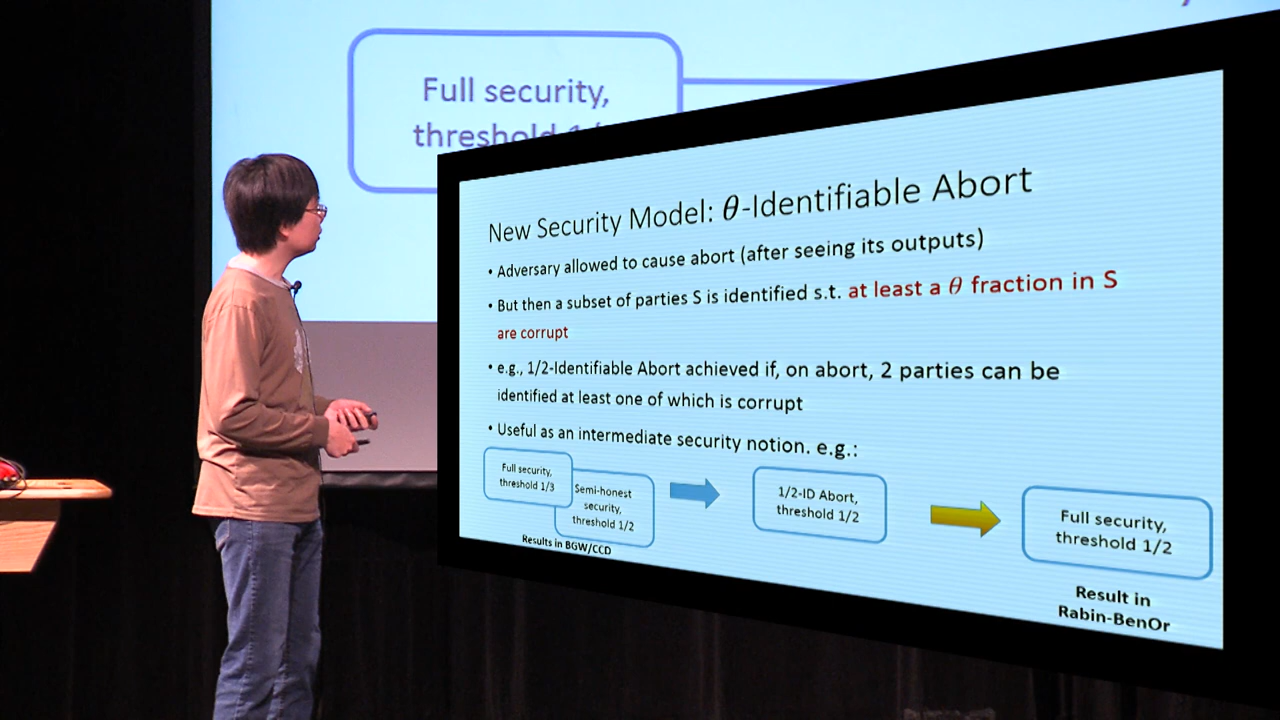 Full security,
threshold 1/
New Security Model: θ-Identifiable Abort
• Adversary allowed to cause abort (after seeing its outputs)
• But then a subset of parties S is identified s.t. at least a θ fraction in S
are corrupt
• e.g., 1/2-Identifiable Abort achieved if, on abort, 2 parties can be
identified at least one of which is corrupt
• Useful as an intermediate security notion. e.g.:
Full security,
threshold 1/3
Semi-honest
security,
threshold 1/2
Results in BGW/CCD
1/2-ID Abort,
threshold 1/2
Full security,
threshold 1/2
Result in
Rabin-BenOr